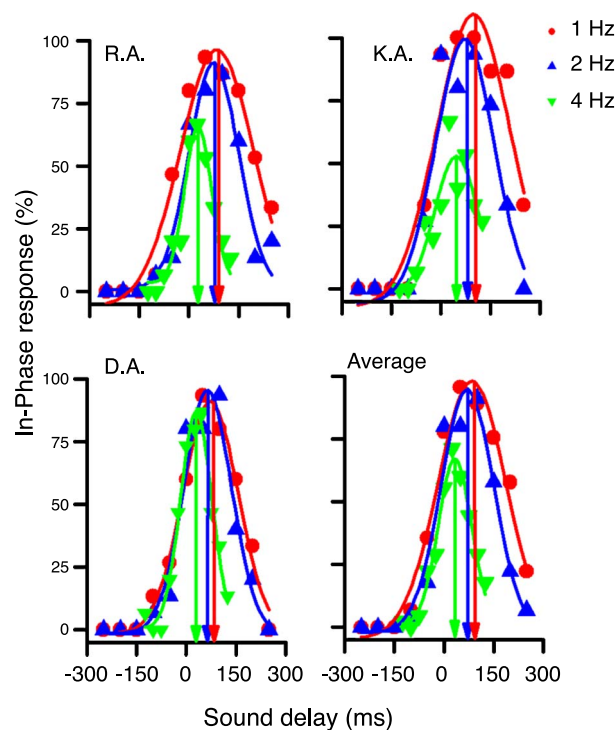 R.A.
K.A.
1 Hz
2 Hz
4 Hz
100
75
50
25
0
In-Phase response (%)
D.A.
Average
100
75
50
25
0
-300 -150 0 150 300
-300 -150 0 150 300
Sound delay (ms)